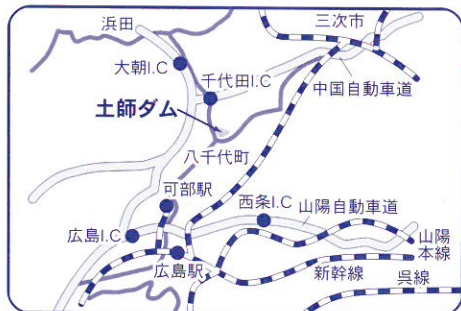 浜田
三次市
大朝I.C
千代田I.C
中国自動車道
土師ダム
八千代町
可部駅
西条I.C
山陽自動車道
広島I.C
山陽
本線
広島駅
新幹線
呉線